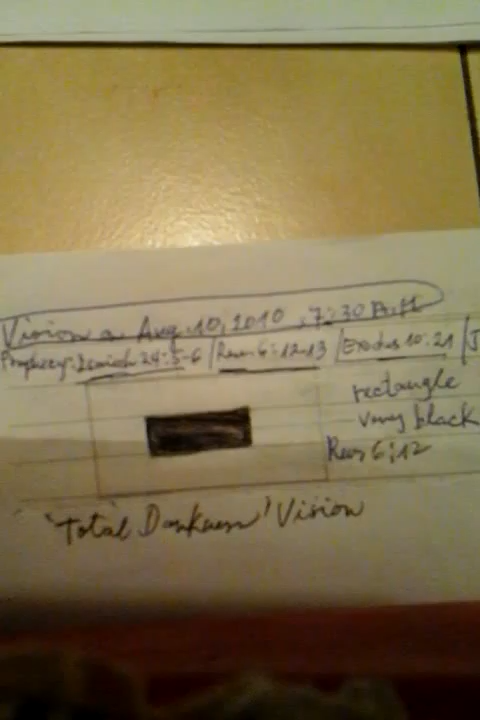 Vision on Aug. 10, 2010, 7:30 P.M.
Prophecy: Isaiah 24:5-6 / Rev. 6:12-13 / Exodus 10:21 / J
rectangle
very black
Rev 6:12
'Total Darkness' Vision